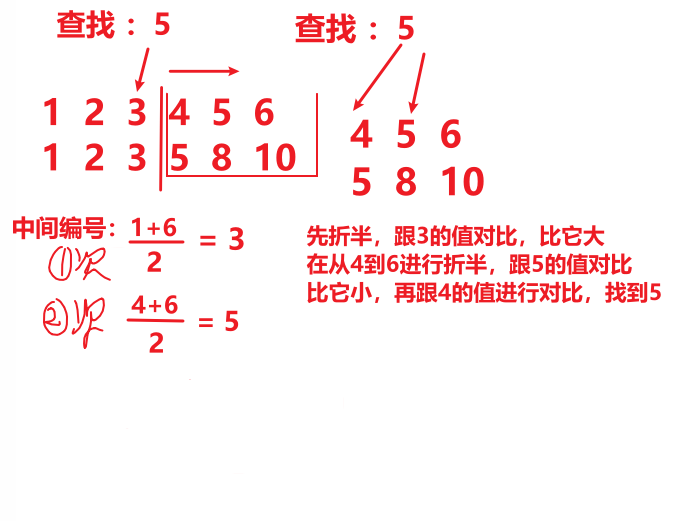 查找：5
1 2 3 4 5 6
1 2 3 5 8 10
中间编号：1+6
2
= 3
①次
②次
4+6
2
= 5
查找：5
4 5 6
5 8 10
先折半，跟3的值对比，比它大
在从4到6进行折半，跟5的值对比
比它小，再跟4的值进行对比，找到5